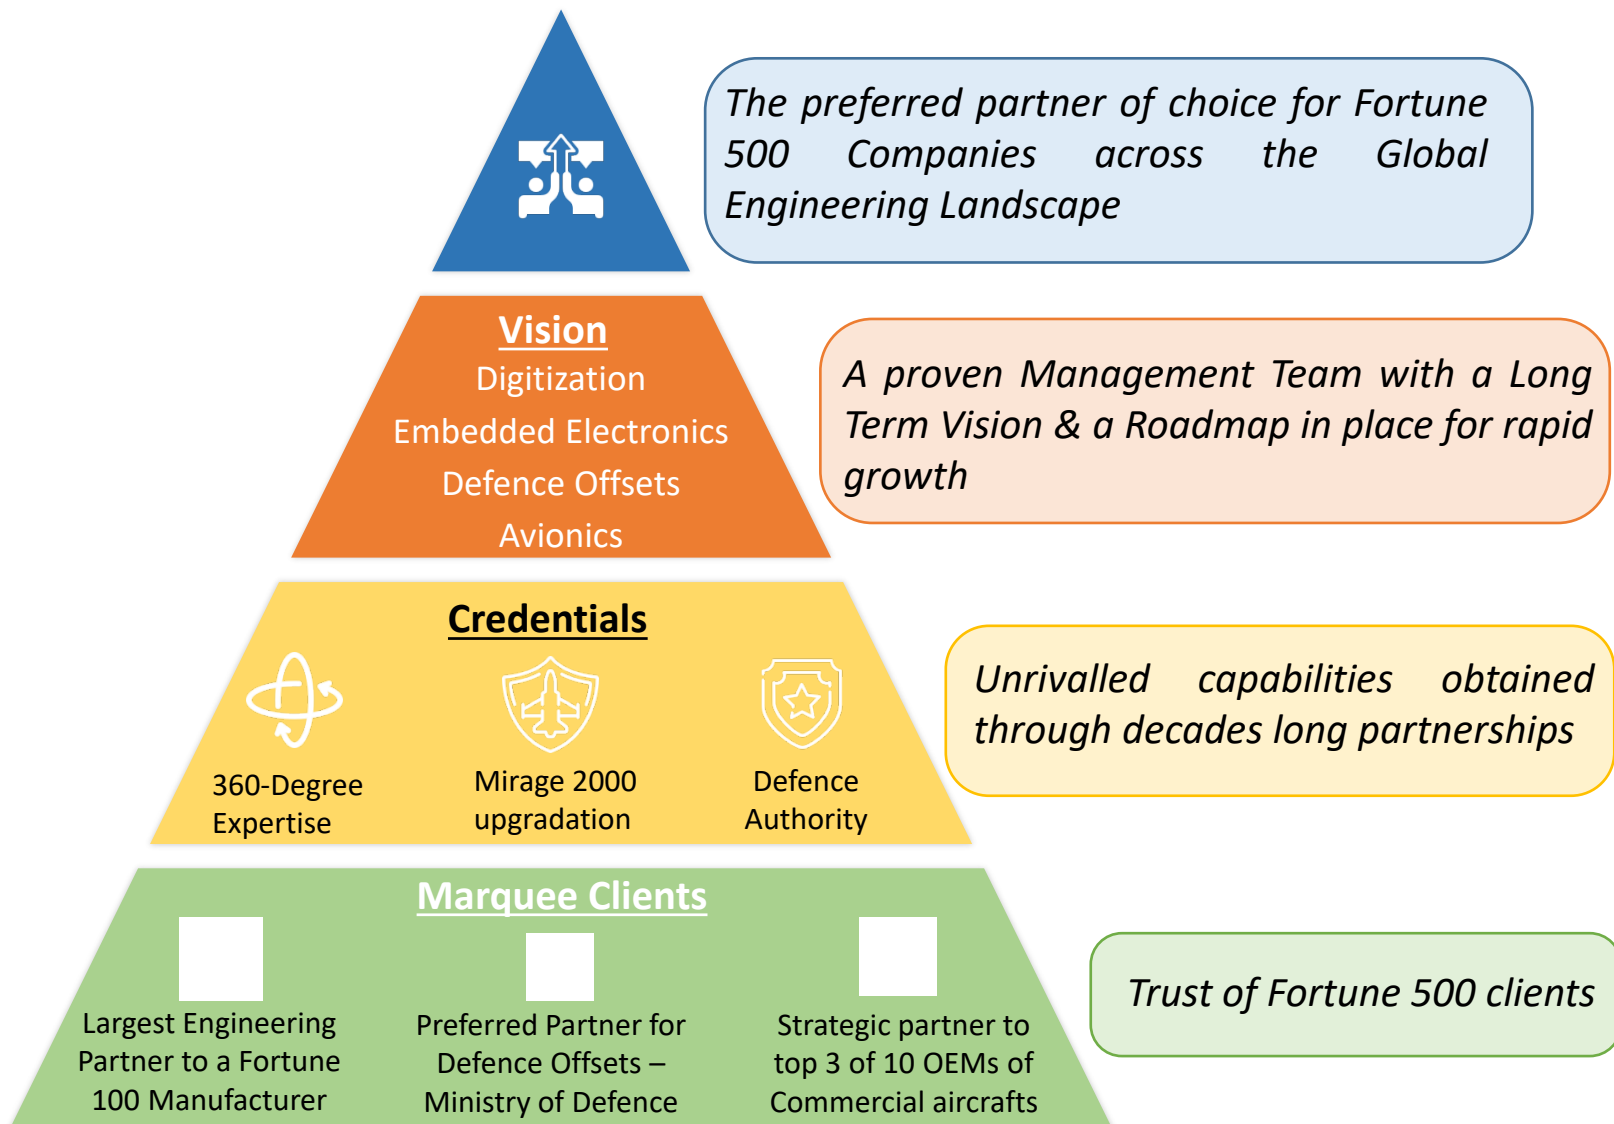 The preferred partner of choice for Fortune
500 Companies across the Global
Engineering Landscape
Vision
Digitization
Embedded Electronics
Defence Offsets
Avionics
A proven Management Team with a Long
Term Vision & a Roadmap in place for rapid
growth
Credentials
360-Degree
Expertise
Mirage 2000
upgradation
Defence
Authority
Unrivalled capabilities obtained
through decades long partnerships
Marquee Clients
Largest Engineering
Partner to a Fortune
100 Manufacturer
Preferred Partner for
Defence Offsets –
Ministry of Defence
Strategic partner to
top 3 of 10 OEMs of
Commercial aircrafts
Trust of Fortune 500 clients